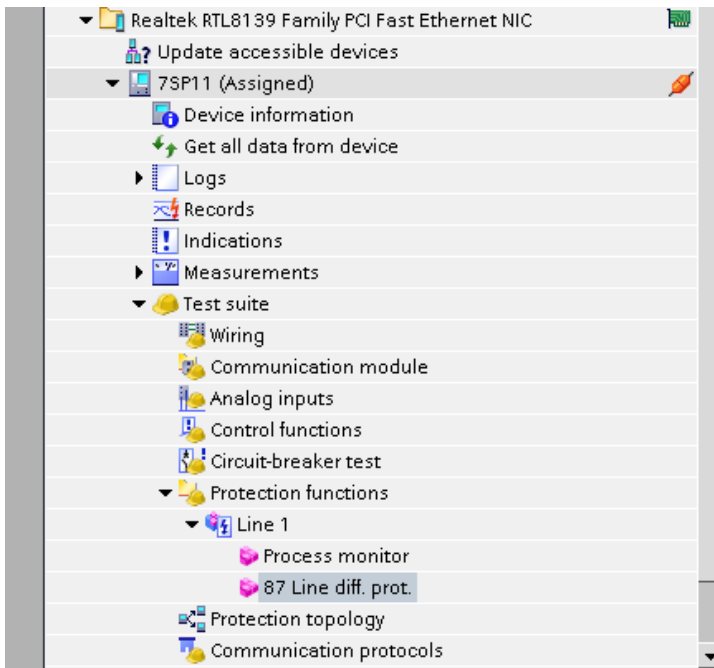 Realtek RTL8139 Family PCI Fast Ethernet NIC
Update accessible devices
7SP11 (Assigned)
Device information
Get all data from device
Logs
Records
Indications
Measurements
Test suite
Wiring
Communication module
Analog inputs
Control functions
Circuit-breaker test
Protection functions
Line 1
Process monitor
87 Line diff. prot.
Protection topology
Communication protocols